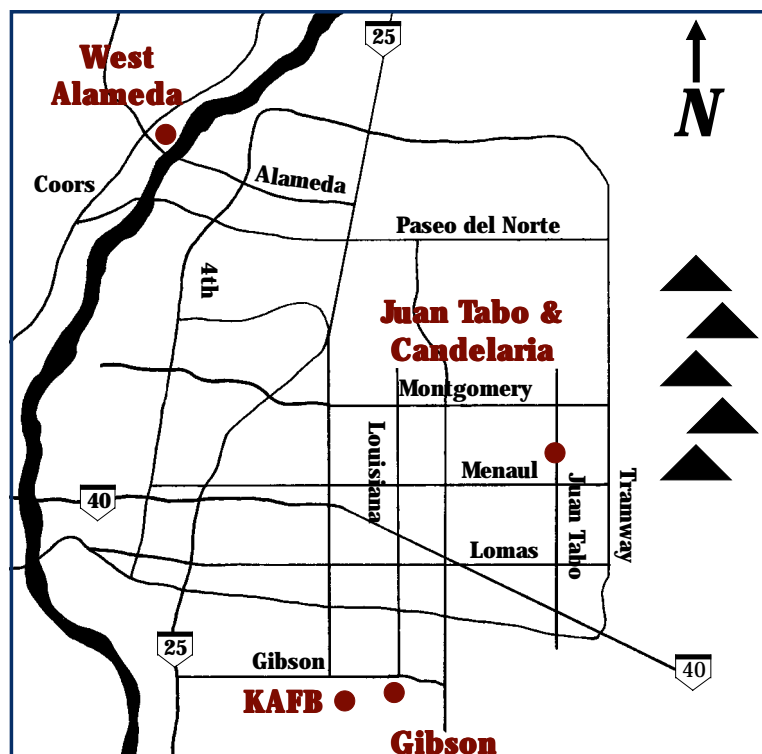 West
Alameda
25
N
Coors
Alameda
Paseo del Norte
4th
Juan Tabo &
Candelaria
Montgomery
Louisiana
Menaul
Juan Tabo
Tramway
40
Lomas
25
Gibson
40
KAFB
Gibson